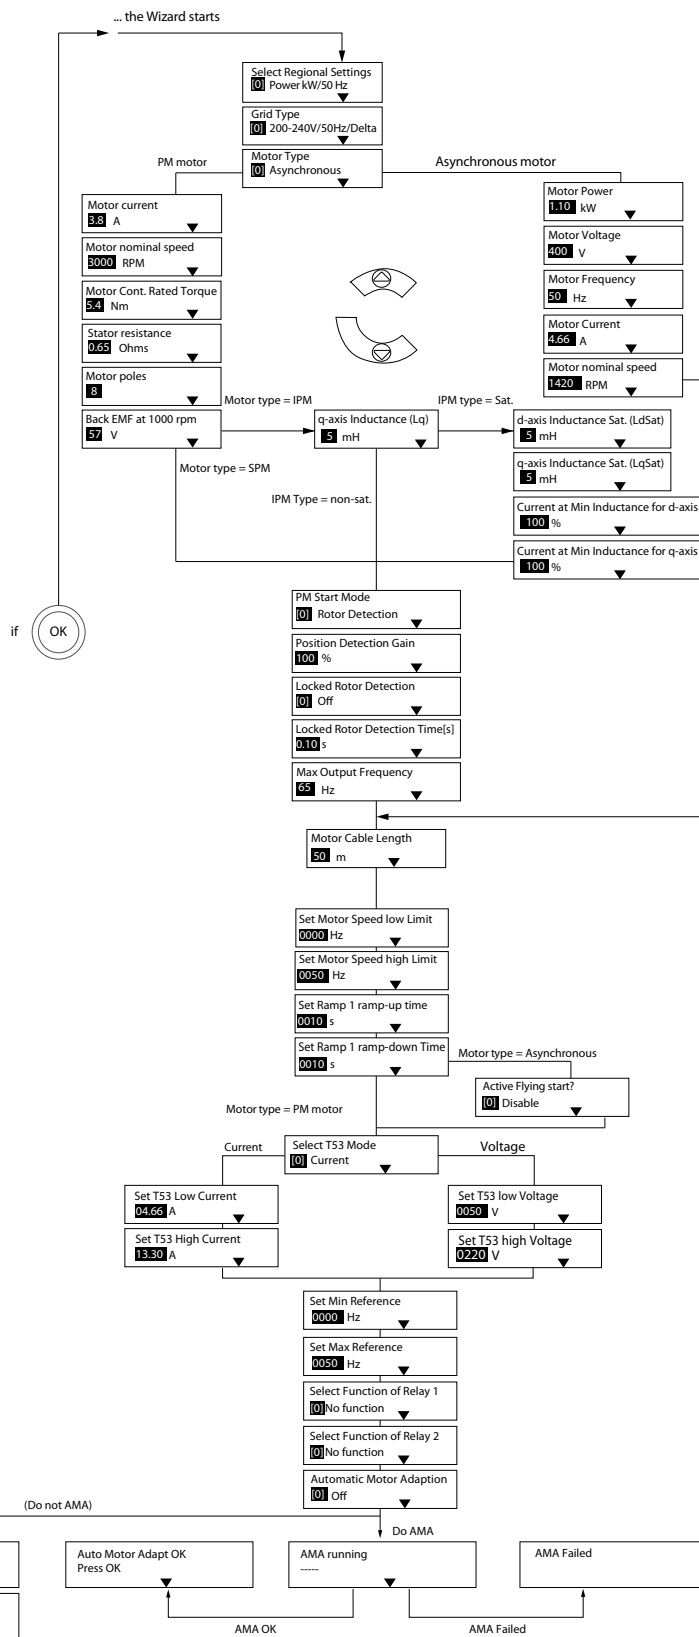 ... the Wizard starts
Select Regional Settings
[0] Power kW/50 Hz
Grid Type
[0] 200-240V/50Hz/Delta
Motor Type
[0] Asynchronous
PM motor
Asynchronous motor
Motor current
3.8 A
Motor nominal speed
3000 RPM
Motor Cont. Rated Torque
5.4 Nm
Stator resistance
0.65 Ohms
Motor poles
8
Back EMF at 1000 rpm
57 V
Motor Power
1.10 kW
Motor Voltage
400 V
Motor Frequency
50 Hz
Motor Current
4.66 A
Motor nominal speed
1420 RPM
Motor type = IPM
q-axis Inductance (Lq)
5 mH
IPM type = Sat.
d-axis Inductance Sat. (LdSat)
5 mH
q-axis Inductance Sat. (LqSat)
5 mH
Current at Min Inductance for d-axis
100 %
Current at Min Inductance for q-axis
100 %
Motor type = SPM
IPM Type = non-sat.
if
OK
PM Start Mode
[0] Rotor Detection
Position Detection Gain
100 %
Locked Rotor Detection
[0] Off
Locked Rotor Detection Time[s]
0.10 s
Max Output Frequency
65 Hz
Motor Cable Length
50 m
Set Motor Speed low Limit
0000 Hz
Set Motor Speed high Limit
0050 Hz
Set Ramp 1 ramp-up time
0010 s
Set Ramp 1 ramp-down Time
0010 s
Motor type = Asynchronous
Active Flying start?
[0] Disable
Motor type = PM motor
Select T53 Mode
[0] Current
Current
Voltage
Set T53 Low Current
04.66 A
Set T53 High Current
13.30 A
Set T53 low Voltage
0050 V
Set T53 high Voltage
0220 V
Set Min Reference
0000 Hz
Set Max Reference
0050 Hz
Select Function of Relay 1
[0] No function
Select Function of Relay 2
[0] No function
Automatic Motor Adaption
[0] Off
(Do not AMA)
Do AMA
Auto Motor Adapt OK
Press OK
AMA running
-----
AMA Failed
AMA OK
AMA Failed